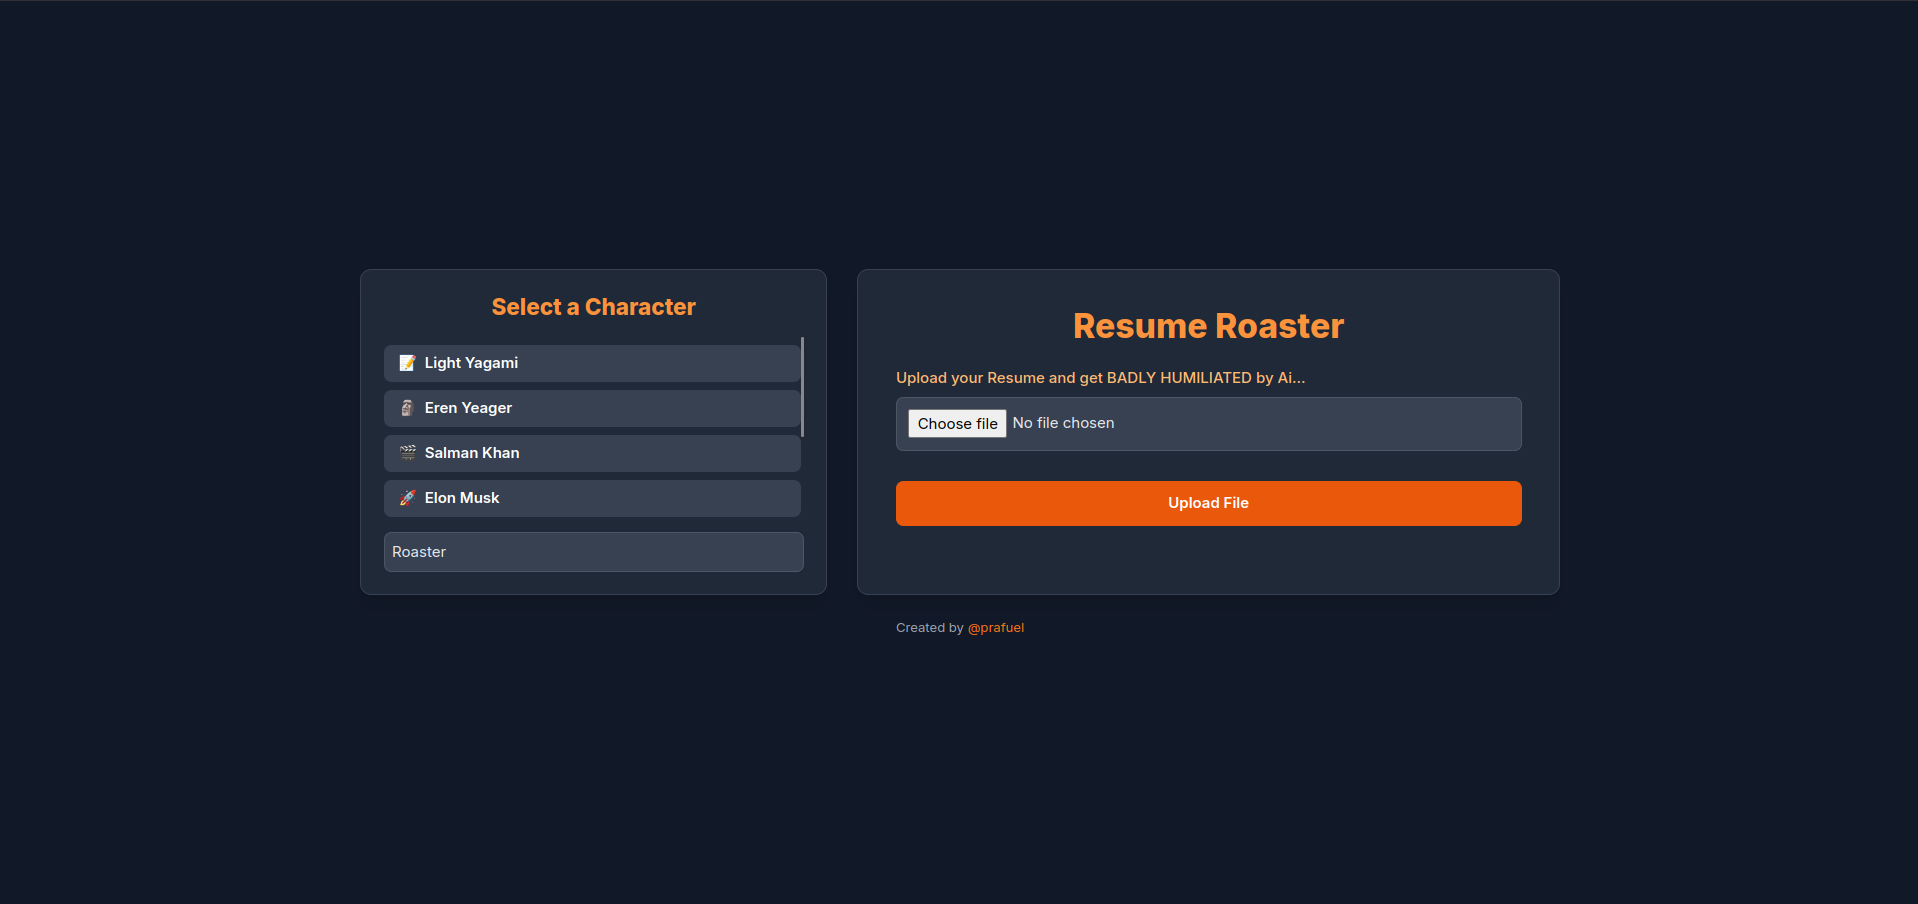 Select a Character
Light Yagami
Eren Yeager
Salman Khan
Elon Musk
Roaster
Resume Roaster
Upload your Resume and get BADLY HUMILIATED by Ai...
Choose file No file chosen
Upload File
Created by @prafuel